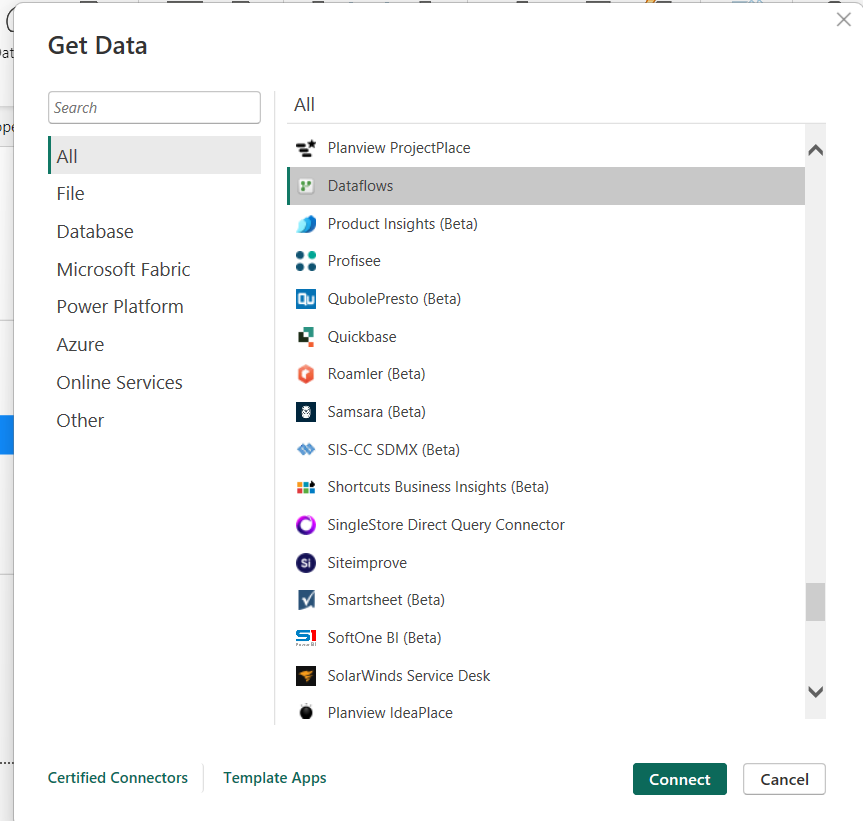 Get Data
Search
All
File
Database
Microsoft Fabric
Power Platform
Azure
Online Services
Other
All
Planview ProjectPlace
Dataflows
Product Insights (Beta)
Profisee
Qu QubolePresto (Beta)
Quickbase
Roamler (Beta)
Samsara (Beta)
SIS-CC SDMX (Beta)
Shortcuts Business Insights (Beta)
SingleStore Direct Query Connector
Si Siteimprove
Smartsheet (Beta)
S1 SoftOne BI (Beta)
SolarWinds Service Desk
Planview IdeaPlace
Certified Connectors
Template Apps
Connect
Cancel